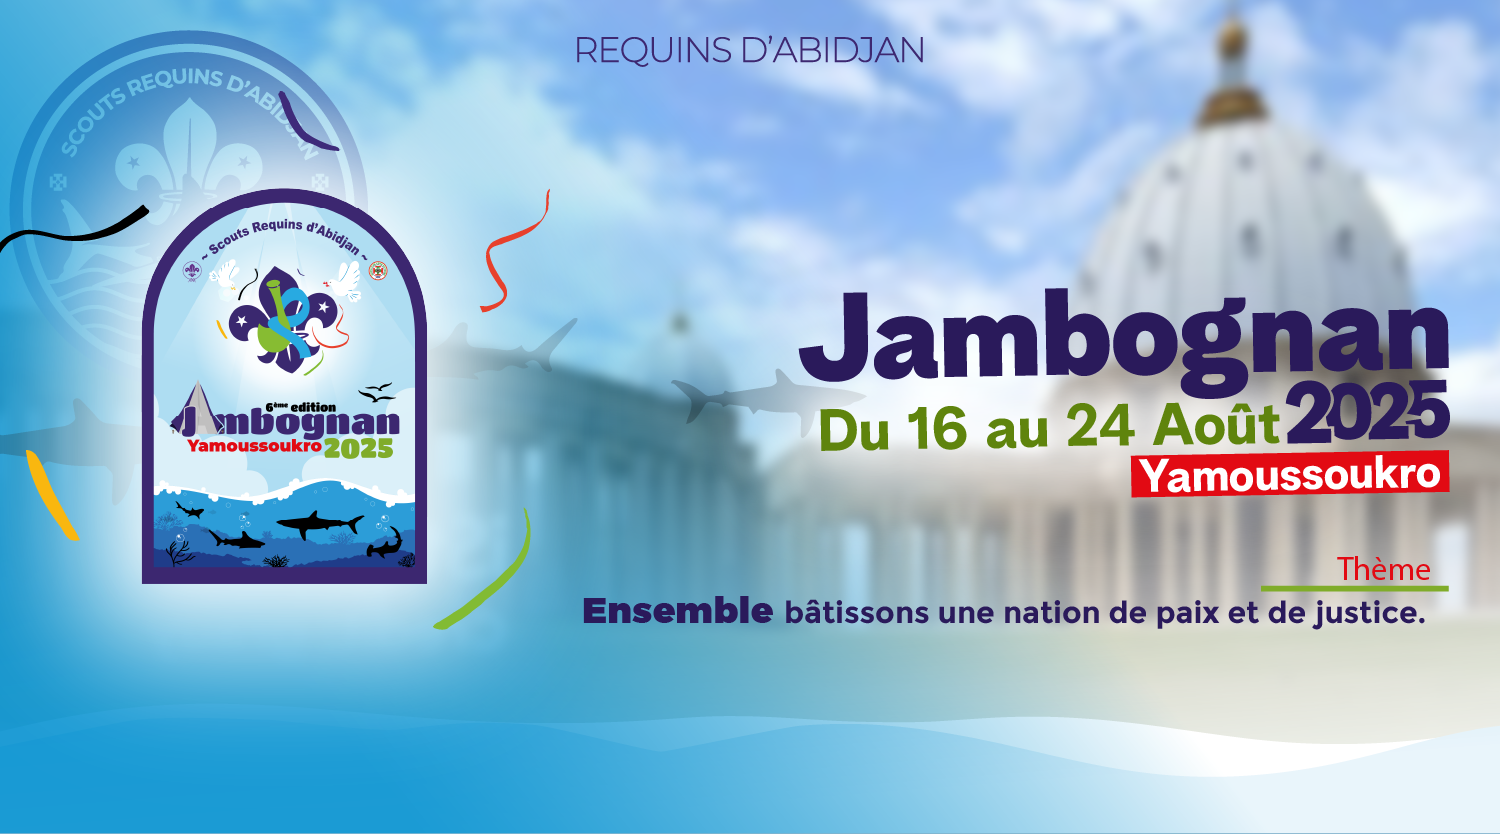 REQUINS D'ABIDJAN
SCOUTS REQUINS D'ABIDJAN
~ Scouts Requins d'Abidjan ~
6ème edition
Jambognan
Yamoussoukro 2025
Jambognan
Du 16 au 24 Août 2025
Yamoussoukro
Thème
Ensemble bâtissons une nation de paix et de justice.